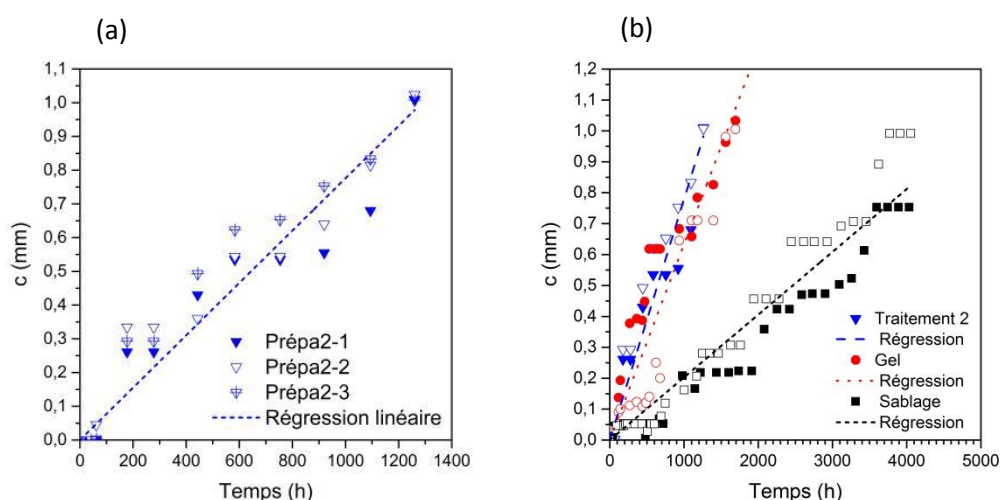 (a)
c (mm)
1,1
1,0
0,9
0,8
0,7
0,6
0,5
0,4
0,3
0,2
0,1
0,0
Prépa2-1
Prépa2-2
Prépa2-3
Régression linéaire
0 200 400 600 800 1000 1200 1400
Temps (h)
(b)
c (mm)
1,2
1,1
1,0
0,9
0,8
0,7
0,6
0,5
0,4
0,3
0,2
0,1
0,0
Traitement 2
Régression
Gel
Régression
Sablage
Régression
0 1000 2000 3000 4000 5000
Temps (h)